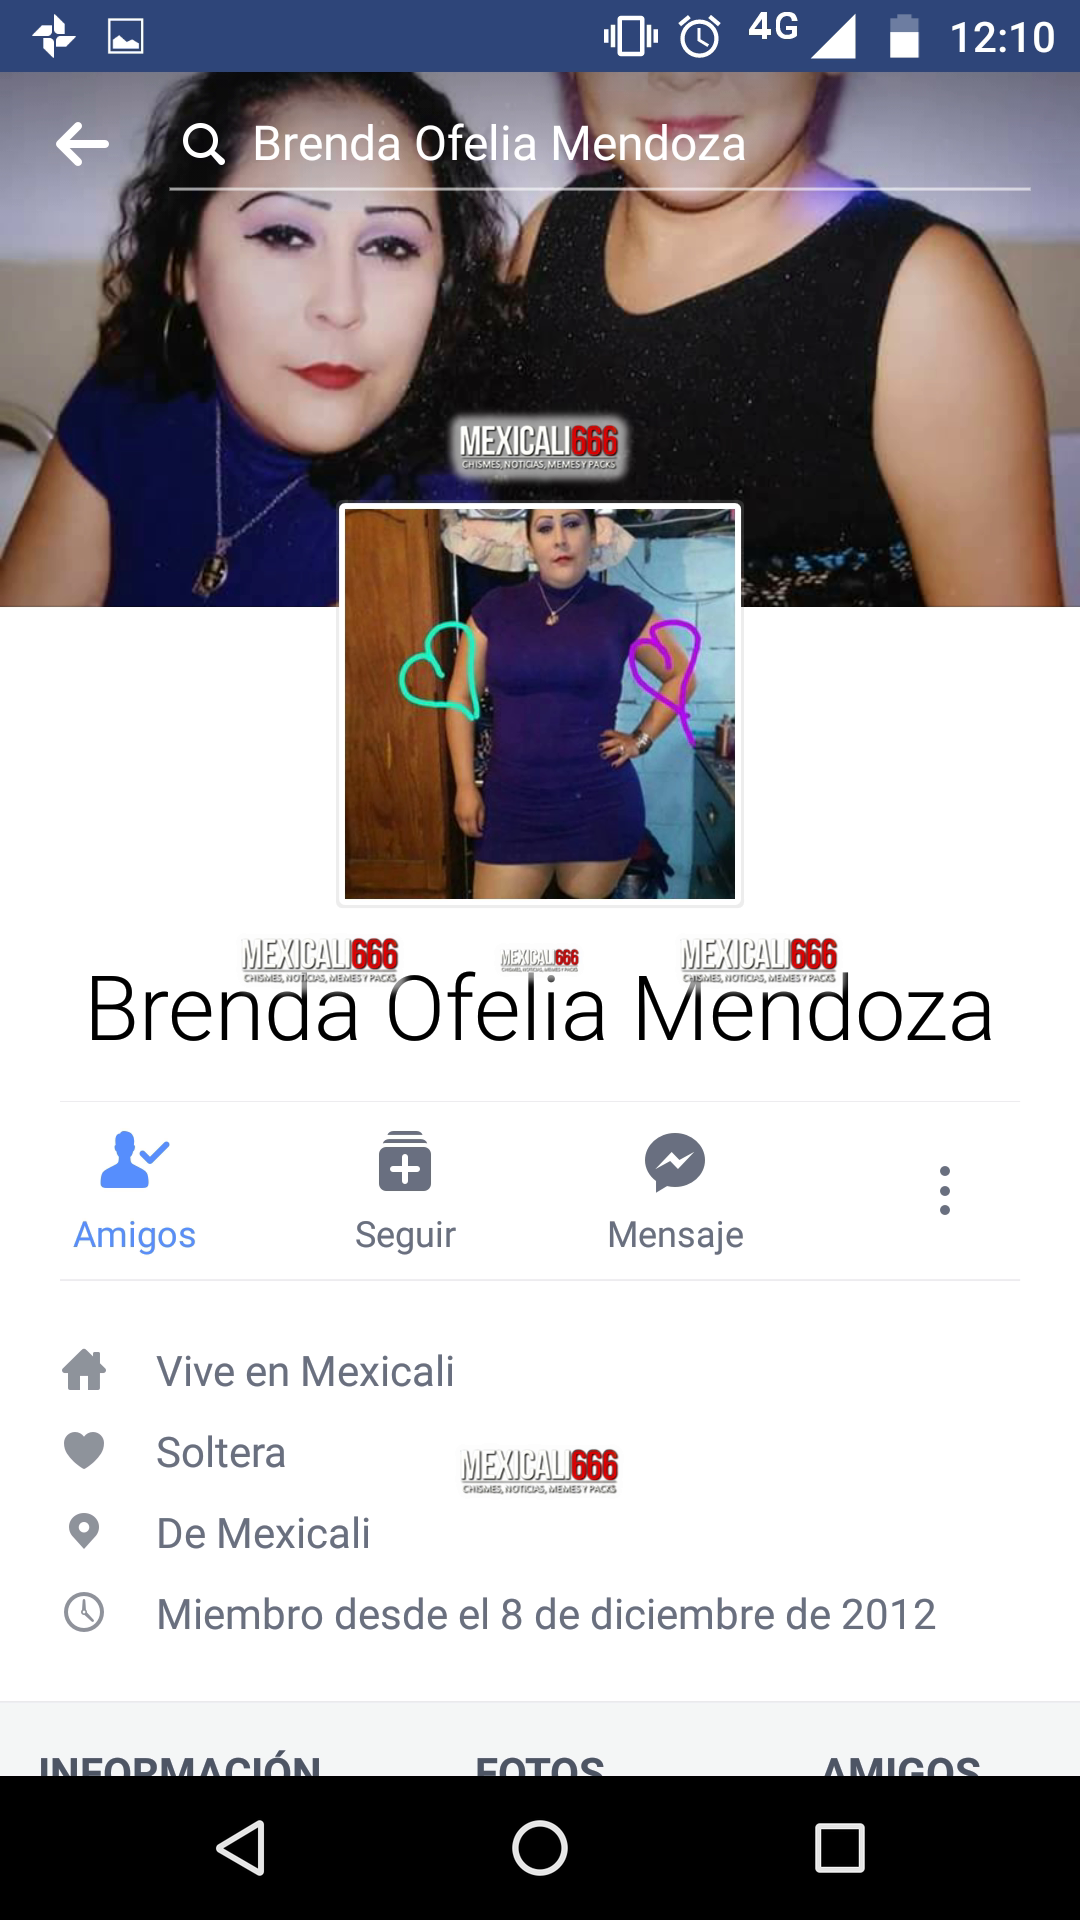 4G 12:10
Brenda Ofelia Mendoza
MEXICALI666
CHISMES, NOTICIAS, MEMES Y PACKS
MEXICALI666 MEXICALI666 MEXICALI666
CHISMES, NOTICIAS, MEMES Y PACKS CHISMES, NOTICIAS, MEMES Y PACKS CHISMES, NOTICIAS, MEMES Y PACKS
Brenda Ofelia Mendoza
Amigos Seguir Mensaje
Vive en Mexicali
Soltera
MEXICALI666
CHISMES, NOTICIAS, MEMES Y PACKS
De Mexicali
Miembro desde el 8 de diciembre de 2012
INFORMACIÓN FOTOS AMIGOS